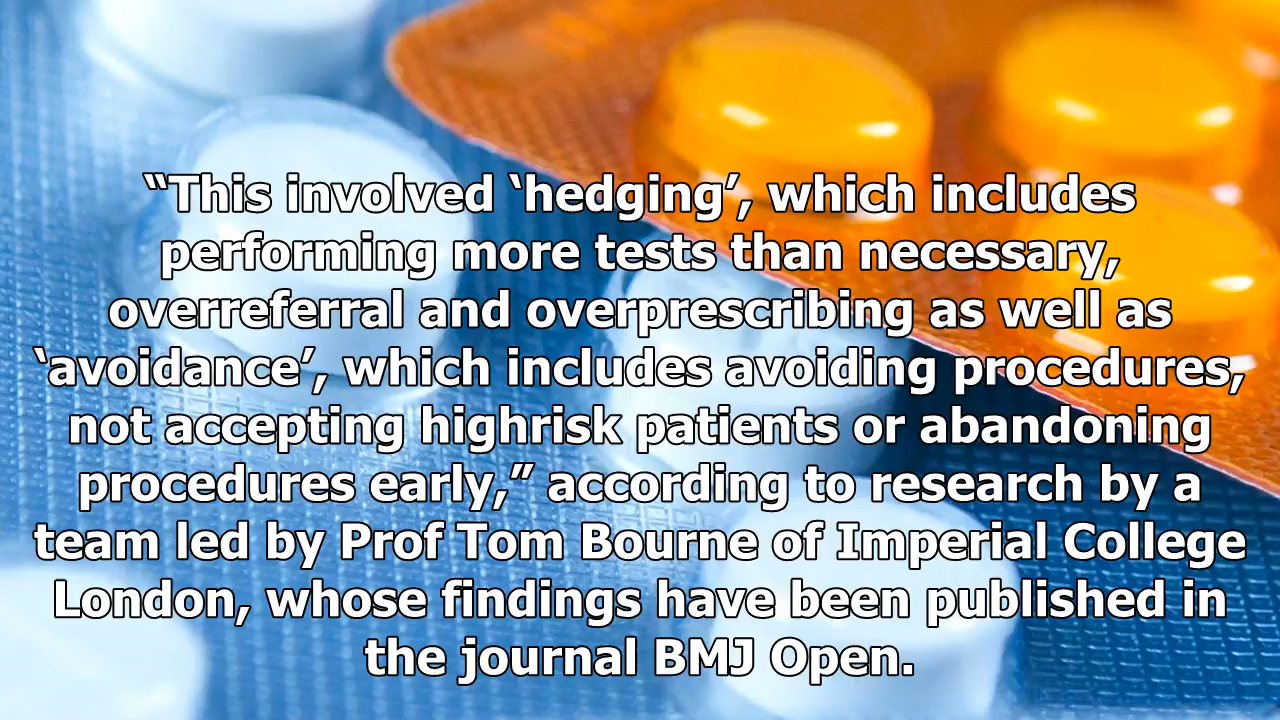 “This involved ‘hedging’, which includes
performing more tests than necessary,
overreferral and overprescribing as well as
‘avoidance’, which includes avoiding procedures,
not accepting highrisk patients or abandoning
procedures early,” according to research by a
team led by Prof Tom Bourne of Imperial College
London, whose findings have been published in
the journal BMJ Open.